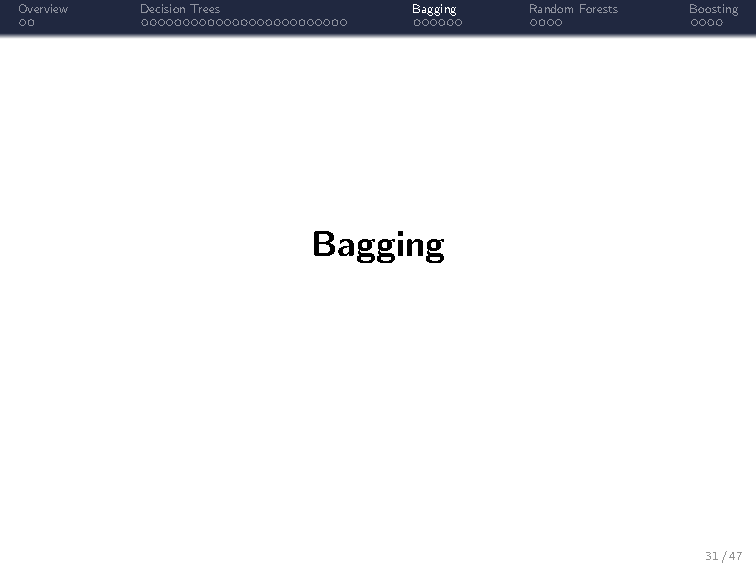 Overview Decision Trees Bagging Random Forests Boosting
Bagging
31 / 47